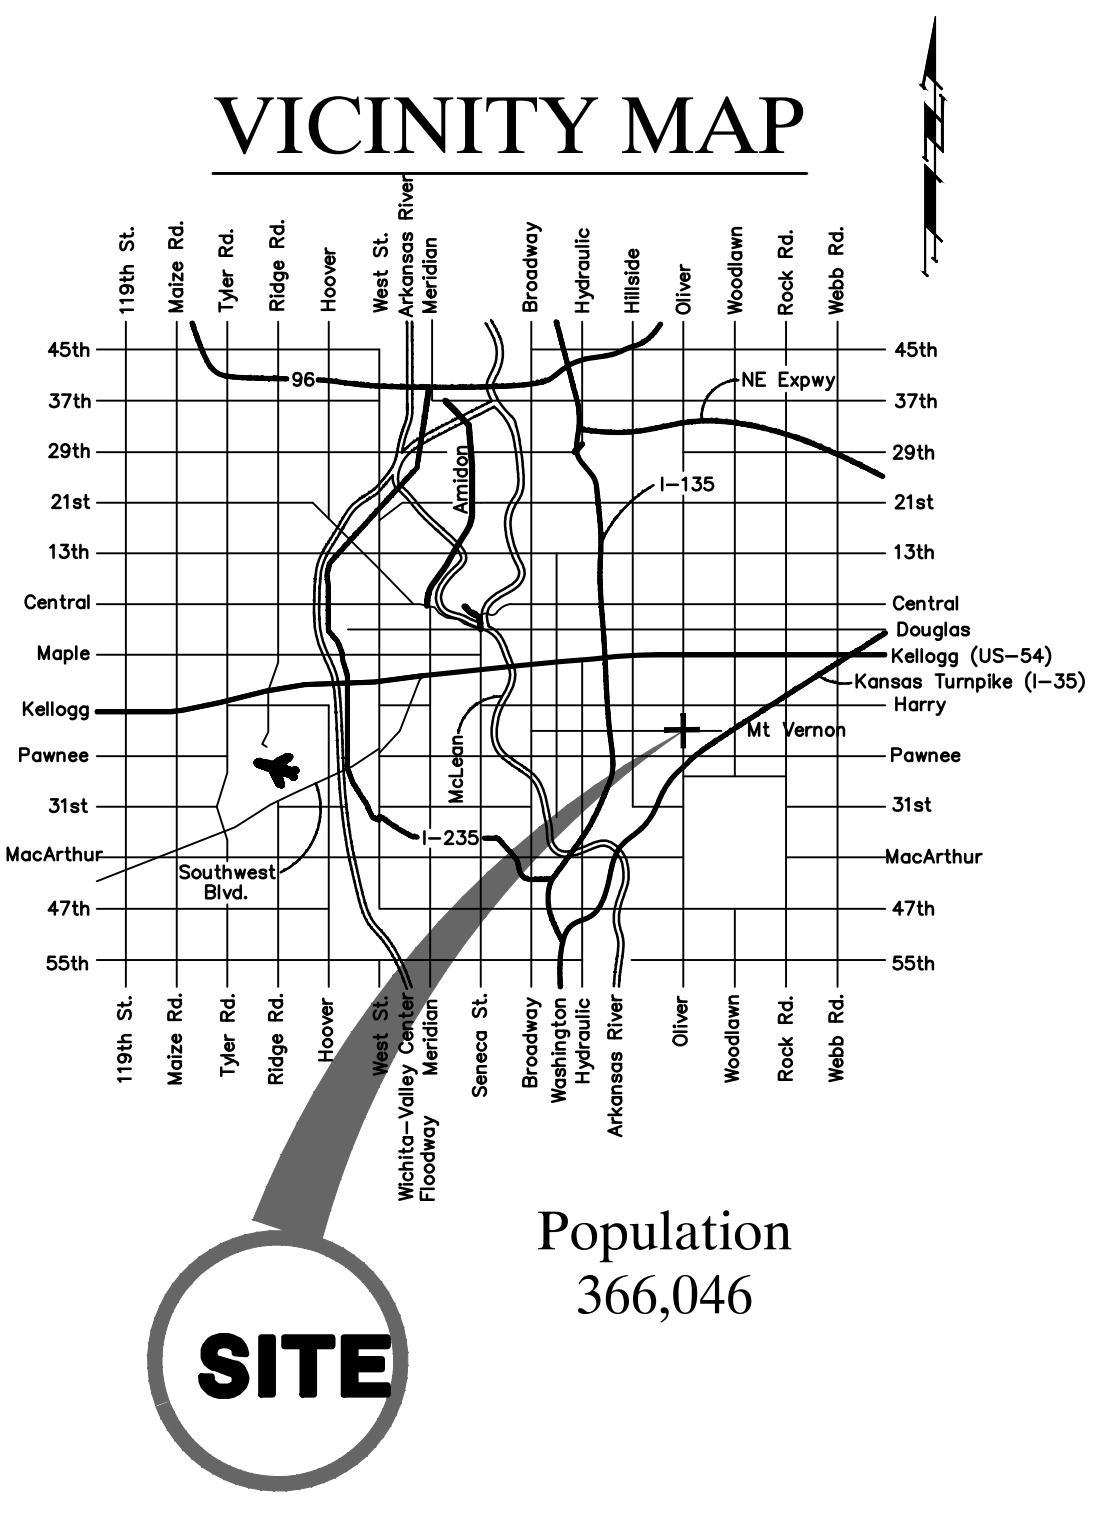 VICINITY MAP
119th St.
Maize Rd.
Tyler Rd.
Ridge Rd.
Hoover
West St.
Arkansas River
Meridian
Broadway
Hydraulic
Hillside
Oliver
Woodlawn
Rock Rd.
Webb Rd.
45th
45th
96
NE Expwy
37th
37th
29th
Amidon
29th
I-135
21st
21st
13th
13th
Central
Central
Douglas
Maple
Kellogg (US-54)
Kansas Turnpike (I-35)
Kellogg
Harry
Mt Vernon
Pawnee
McLean
Pawnee
31st
31st
I-235
MacArthur
MacArthur
Southwest
Blvd.
47th
47th
55th
55th
119th St.
Maize Rd.
Tyler Rd.
Ridge Rd.
Hoover
West St.
Wichita-Valley Center
Floodway
Meridian
Seneca St.
Broadway
Washington
Hydraulic
Arkansas River
Oliver
Woodlawn
Rock Rd.
Webb Rd.
Population
366,046
SITE